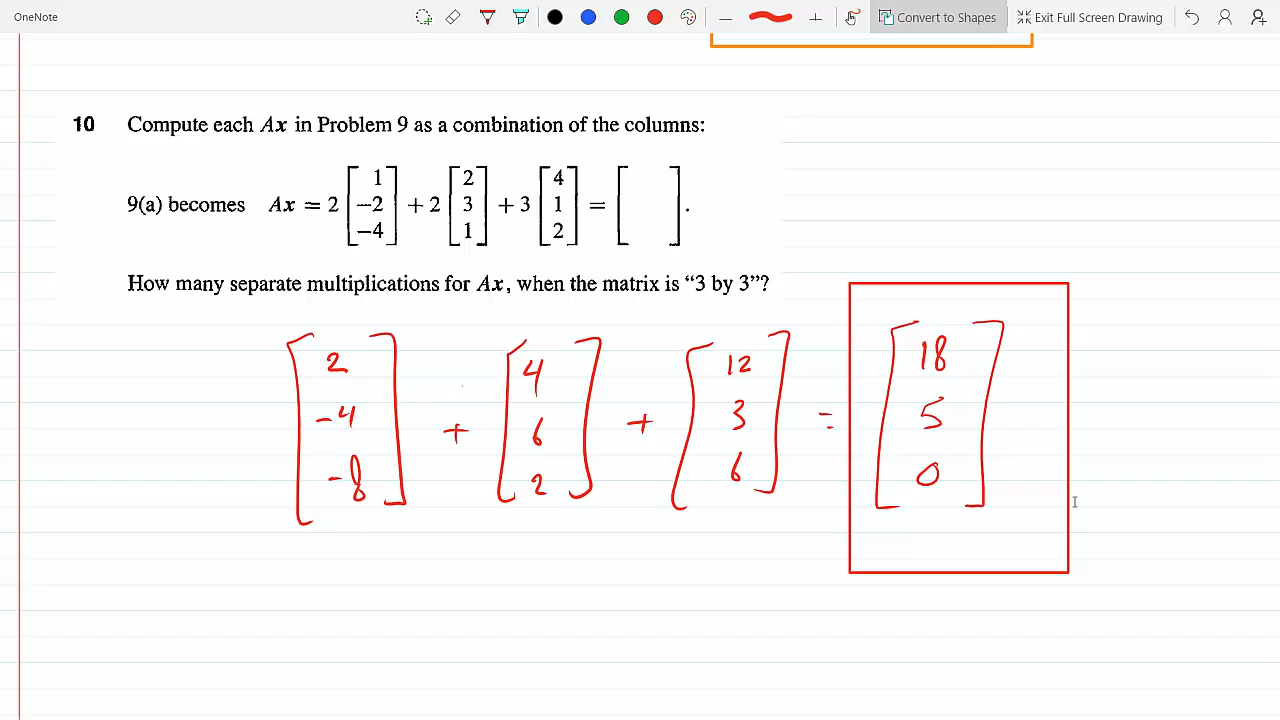 OneNote
Convert to Shapes
Exit Full Screen Drawing
10 Compute each Ax in Problem 9 as a combination of the columns:
9(a) becomes Ax = 2 [1 -2 -4] + 2 [2 3 1] + 3 [4 1 2] = [ ].
How many separate multiplications for Ax, when the matrix is “3 by 3”?
[2 -4 -8] + [4 6 2] + [12 3 6] = [18 5 0]